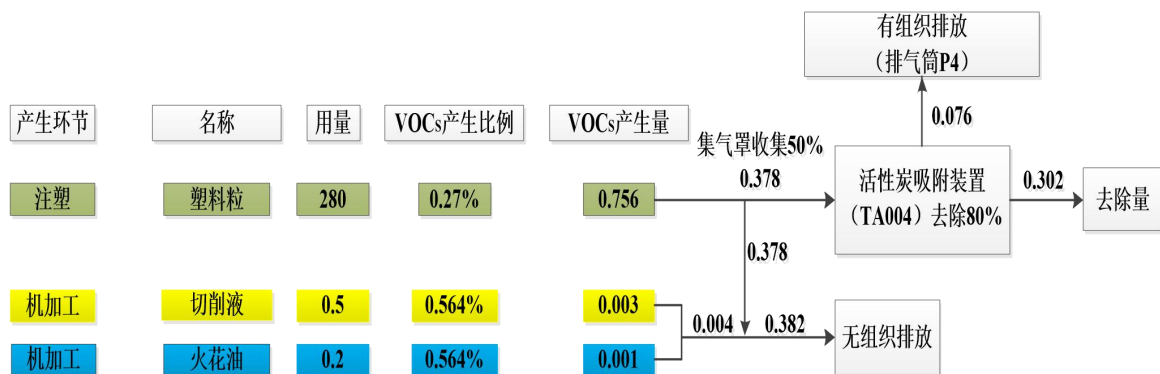 有组织排放
（排气筒P4）
0.076
产生环节 名称 用量 VOCs产生比例 VOCs产生量
集气罩收集50%
注塑 塑料粒 280 0.27% 0.756 0.378
活性炭吸附装置
（TA004）去除80%
0.302 去除量
0.378
机加工 切削液 0.5 0.564% 0.003
0.004 0.382 无组织排放
机加工 火花油 0.2 0.564% 0.001